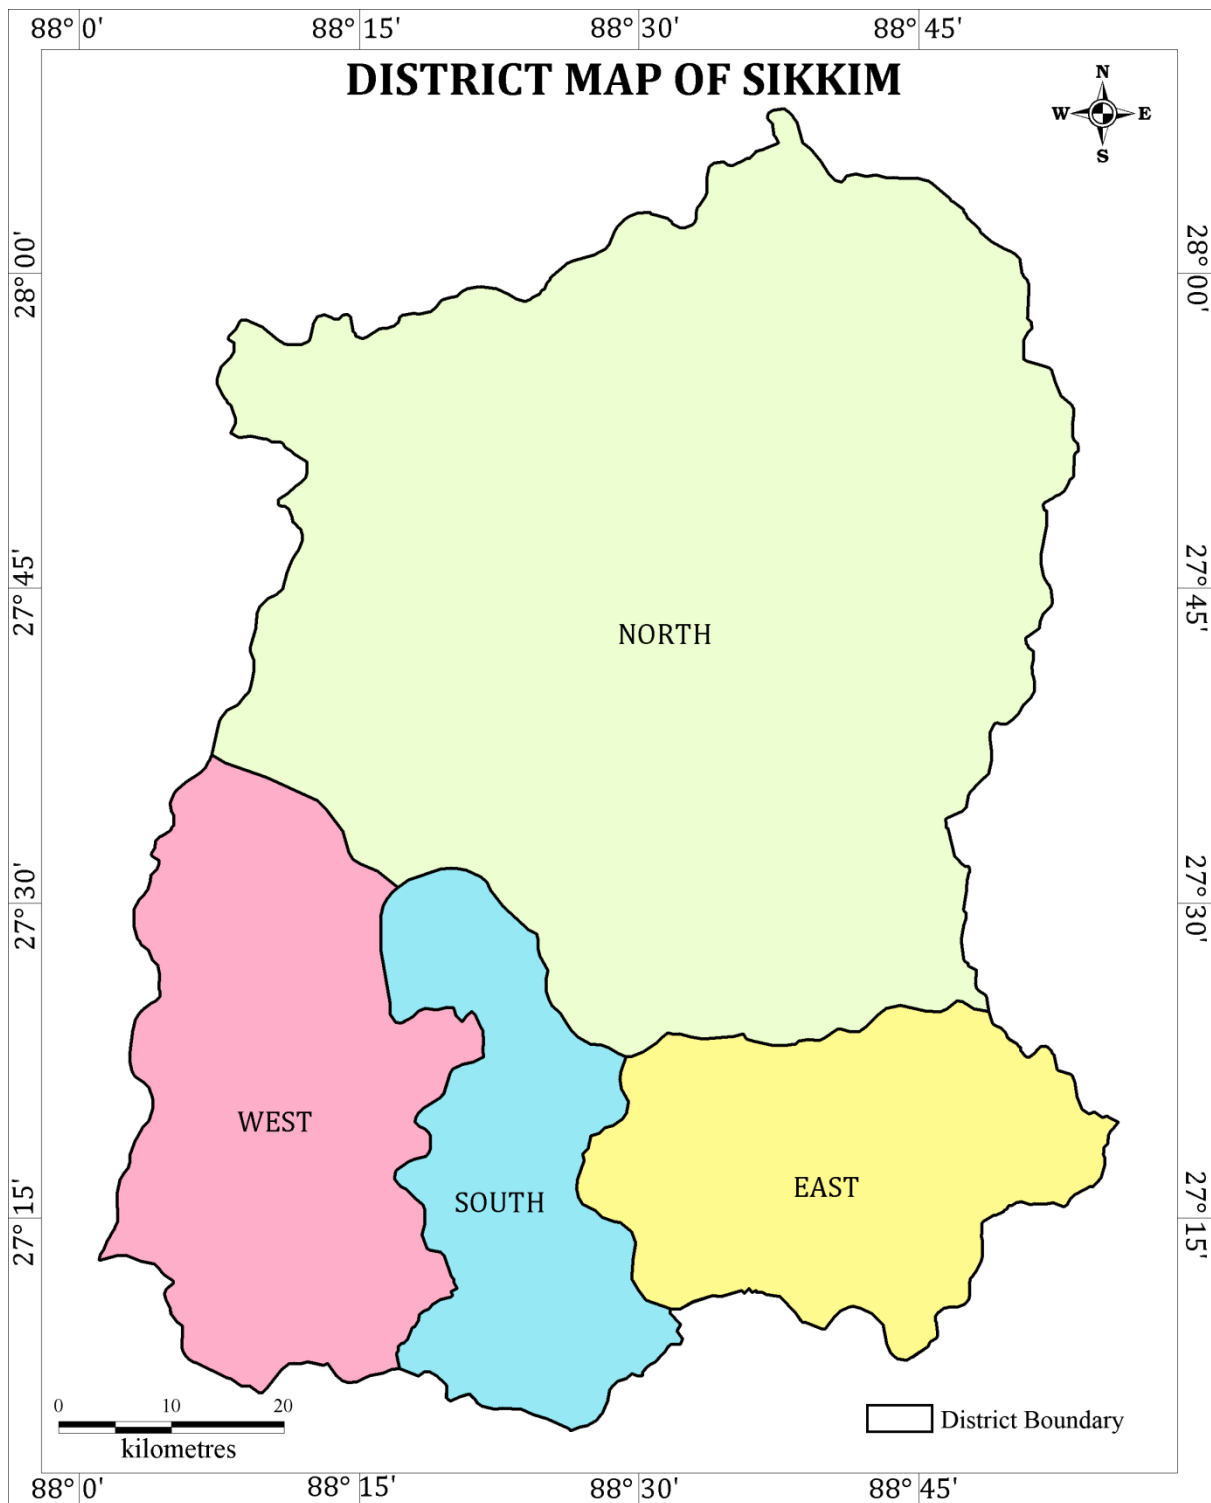 88° 0' 88° 15' 88° 30' 88° 45'
DISTRICT MAP OF SIKKIM
N
W E
S
28° 00' 28° 00'
27° 45' 27° 45'
NORTH
27° 30' 27° 30'
WEST
EAST
SOUTH
27° 15' 27° 15'
0 10 20
kilometres
District Boundary
88° 0' 88° 15' 88° 30' 88° 45'